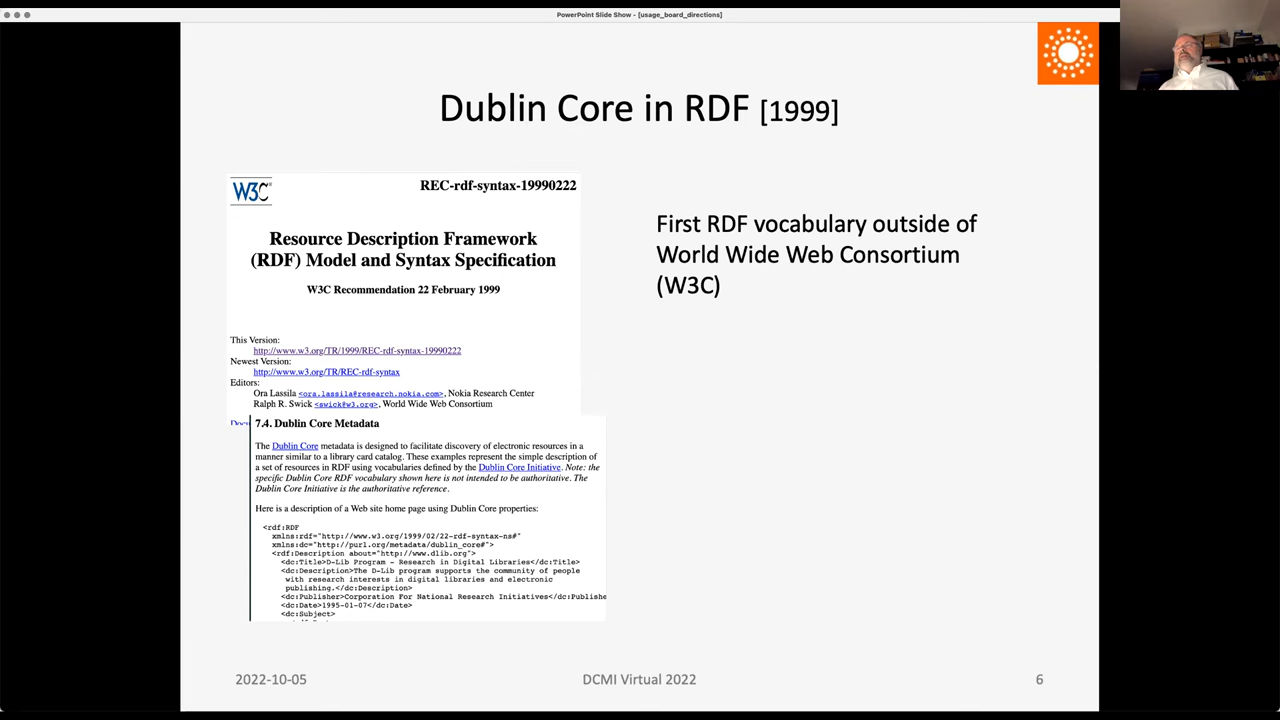 PowerPoint Slide Show - [usage_board_directions]
Dublin Core in RDF [1999]
W3C
REC-rdf-syntax-19990222
Resource Description Framework
(RDF) Model and Syntax Specification
W3C Recommendation 22 February 1999
This Version:
http://www.w3.org/TR/1999/REC-rdf-syntax-19990222
Newest Version:
http://www.w3.org/TR/REC-rdf-syntax
Editors:
Ora Lassila <ora.lassila@research.nokia.com>, Nokia Research Center
Ralph R. Swick <swick@w3.org>, World Wide Web Consortium
7.4. Dublin Core Metadata
The Dublin Core metadata is designed to facilitate discovery of electronic resources in a
manner similar to a library card catalog. These examples represent the simple description of
a set of resources in RDF using vocabularies defined by the Dublin Core Initiative. Note: the
specific Dublin Core RDF vocabulary shown here is not intended to be authoritative. The
Dublin Core Initiative is the authoritative reference.
Here is a description of a Web site home page using Dublin Core properties:
<rdf:RDF
xmlns:rdf="http://www.w3.org/1999/02/22-rdf-syntax-ns#"
xmlns:dc="http://purl.org/metadata/dublin_core#">
<rdf:Description about="http://www.dlib.org">
<dc:Title>D-Lib Program - Research in Digital Libraries</dc:Title>
<dc:Description>The D-Lib program supports the community of people
with research interests in digital libraries and electronic
publishing.</dc:Description>
<dc:Publisher>Corporation For National Research Initiatives</dc:Publishe
<dc:Date>1995-01-07</dc:Date>
<dc:Subject>
First RDF vocabulary outside of
World Wide Web Consortium
(W3C)
2022-10-05
DCMI Virtual 2022
6